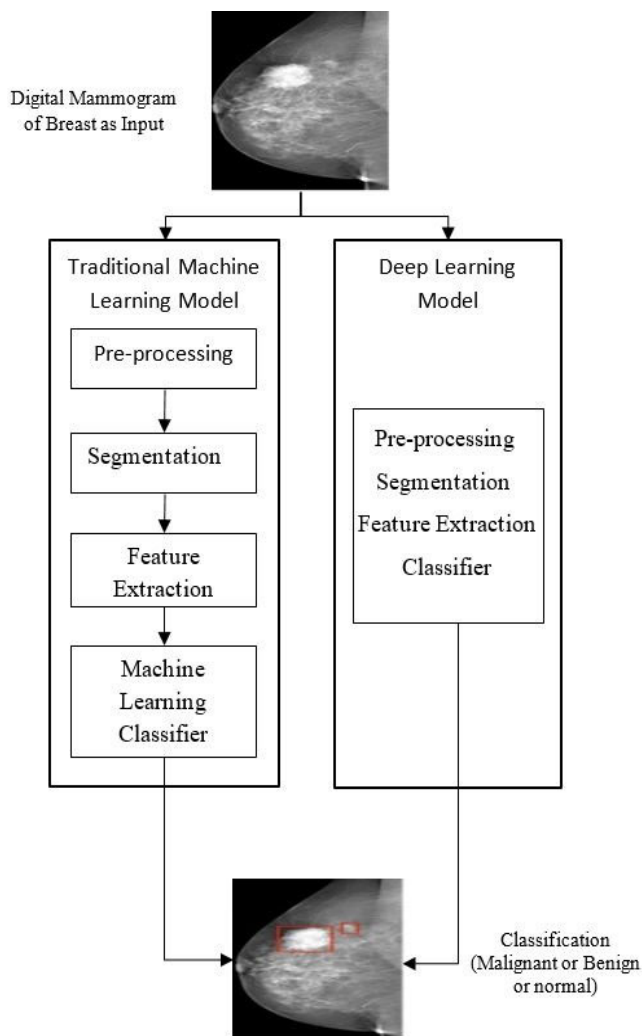 Digital Mammogram
of Breast as Input
Traditional Machine
Learning Model
Pre-processing
Segmentation
Feature
Extraction
Machine
Learning
Classifier
Deep Learning
Model
Pre-processing
Segmentation
Feature Extraction
Classifier
Classification
(Malignant or Benign
or normal)